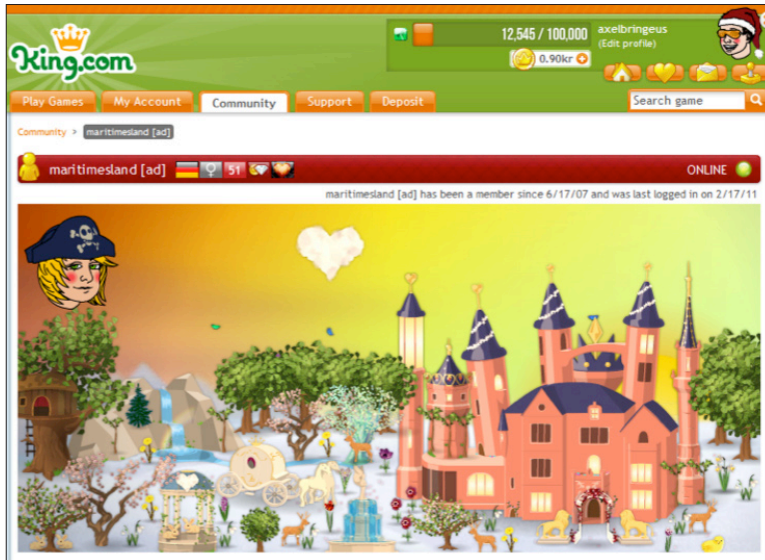 King.com
12,545 / 100,000
axelbringeus
(Edit profile)
0.90kr
Play Games
My Account
Community
Support
Deposit
Search game
Community > maritimesland [ad]
maritimesland [ad] 51 ONLINE
maritimesland [ad] has been a member since 6/17/07 and was last logged in on 2/17/11